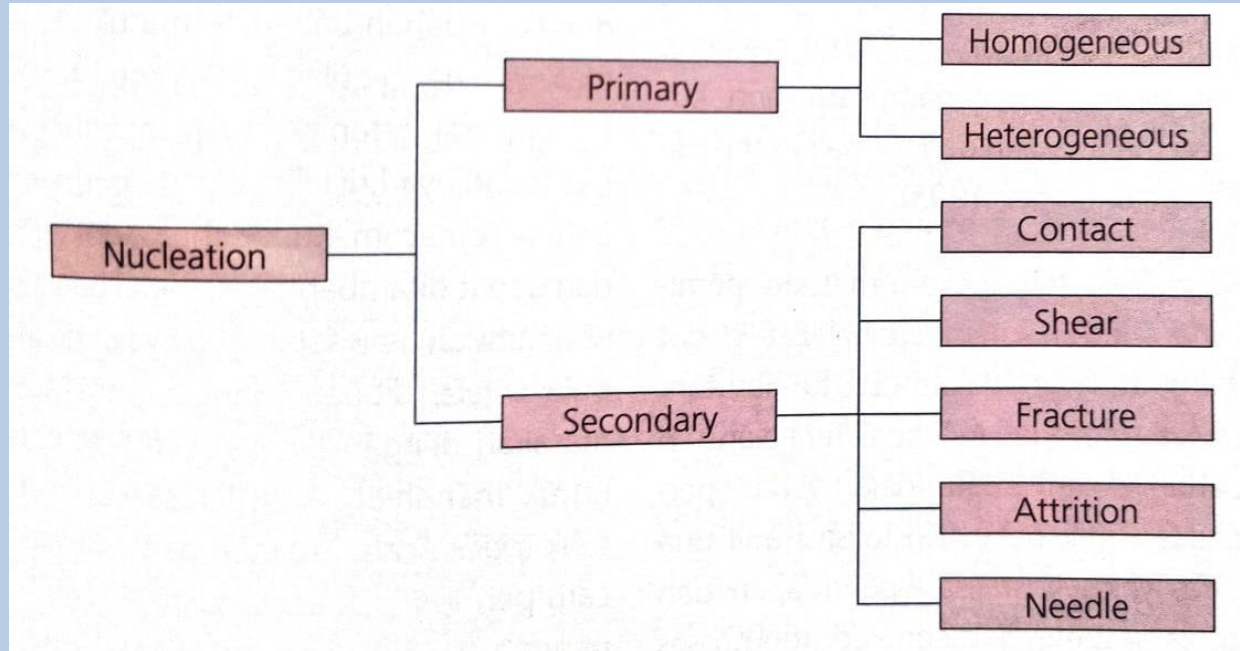 Nucleation
Primary
Homogeneous
Heterogeneous
Secondary
Contact
Shear
Fracture
Attrition
Needle